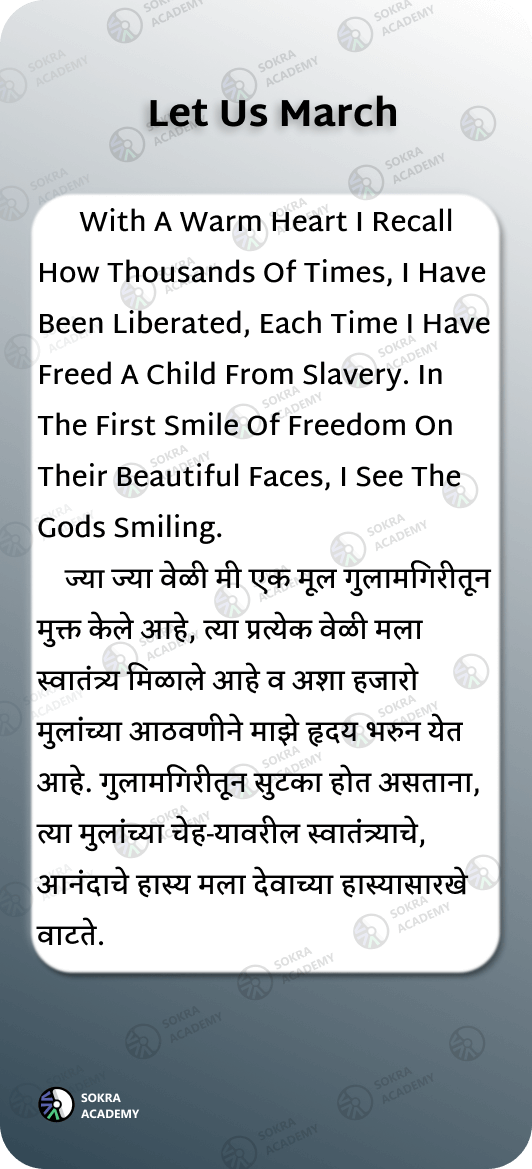 Let Us March
With A Warm Heart I Recall
How Thousands Of Times, I Have
Been Liberated, Each Time I Have
Freed A Child From Slavery. In
The First Smile Of Freedom On
Their Beautiful Faces, I See The
Gods Smiling.
ज्या ज्या वेळी मी एक मूल गुलामगिरीतून
मुक्त केले आहे, त्या प्रत्येक वेळी मला
स्वातंत्र्य मिळाले आहे व अशा हजारो
मुलांच्या आठवणीने माझे हृदय भरुन येत
आहे. गुलामगिरीतून सुटका होत असताना,
त्या मुलांच्या चेह-यावरील स्वातंत्र्याचे,
आनंदाचे हास्य मला देवाच्या हास्यासारखे
वाटते.
SOKRA
ACADEMY